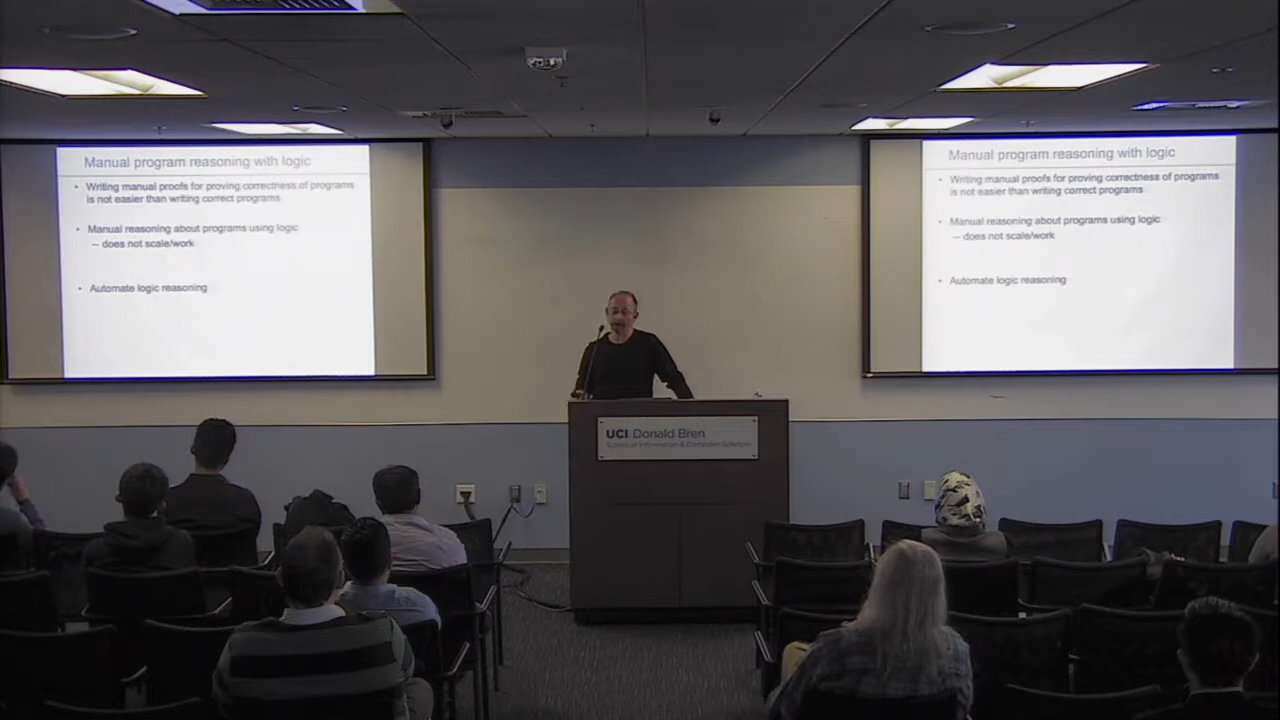 Manual program reasoning with logic
• Writing manual proofs for proving correctness of programs
is not easier than writing correct programs
• Manual reasoning about programs using logic
– does not scale/work
• Automate logic reasoning
Manual program reasoning with logic
• Writing manual proofs for proving correctness of programs
is not easier than writing correct programs
• Manual reasoning about programs using logic
– does not scale/work
• Automate logic reasoning
UCI Donald Bren
School of Information & Computer Sciences